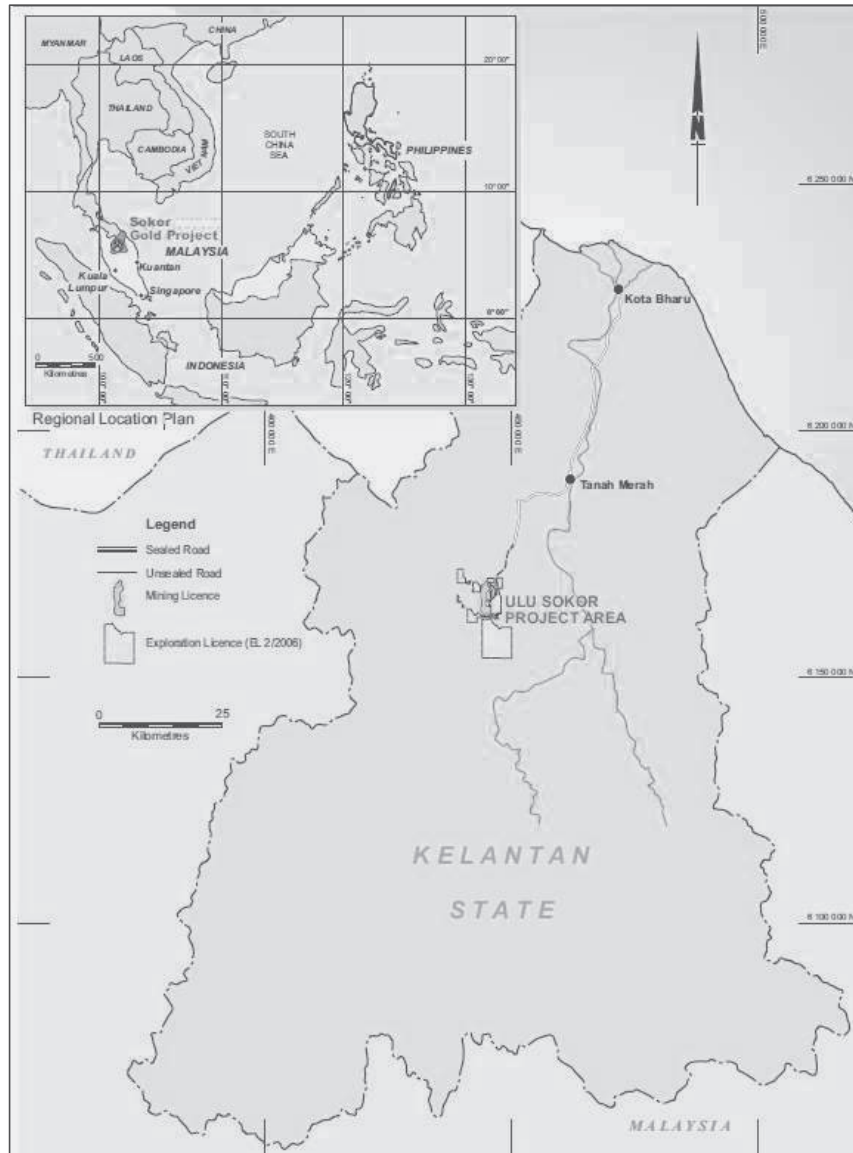 MYANMAR
CHINA
LAOS
THAILAND
CAMBODIA
VIET NAM
SOUTH
CHINA
SEA
PHILIPPINES
20°00"
10°00"
0°00"
Sokor
Gold Project
MALAYSIA
Kuantan
Kuala
Lumpur
Singapore
INDONESIA
0 500
Kilometres
120°00"
Regional Location Plan
N
6 250 000 N
Kota Bharu
6 200 000 N
THAILAND
Tanah Merah
Legend
Sealed Road
Unsealed Road
Mining Licence
Exploration Licence (EL 2/2006)
ULU SOKOR
PROJECT AREA
0 25
Kilometres
6 150 000 N
KELANTAN
STATE
6 100 000 N
MALAYSIA